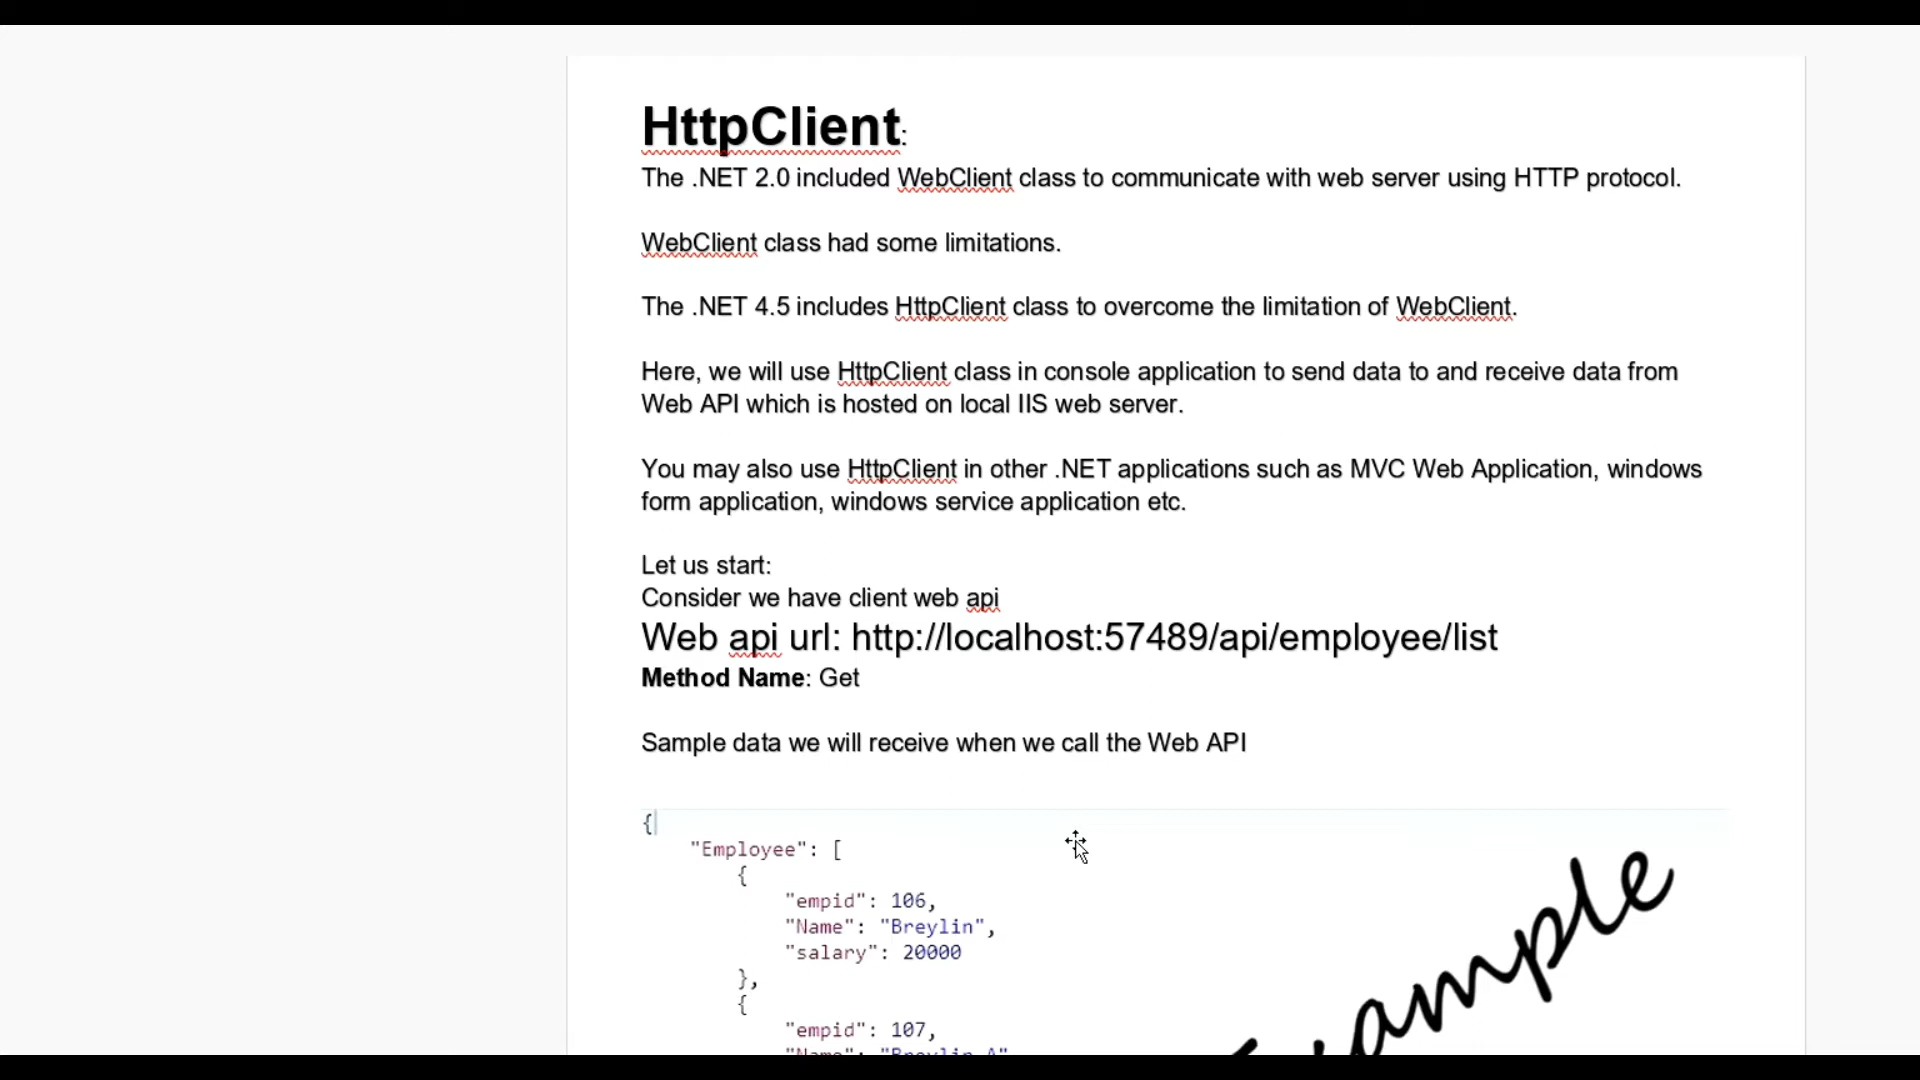 HttpClient:
The .NET 2.0 included WebClient class to communicate with web server using HTTP protocol.
WebClient class had some limitations.
The .NET 4.5 includes HttpClient class to overcome the limitation of WebClient.
Here, we will use HttpClient class in console application to send data to and receive data from
Web API which is hosted on local IIS web server.
You may also use HttpClient in other .NET applications such as MVC Web Application, windows
form application, windows service application etc.
Let us start:
Consider we have client web api
Web api url: http://localhost:57489/api/employee/list
Method Name: Get
Sample data we will receive when we call the Web API
{
"Employee": [
{
"empid": 106,
"Name": "Breylin",
"salary": 20000
},
{
"empid": 107,
"Name": "Breylin A"